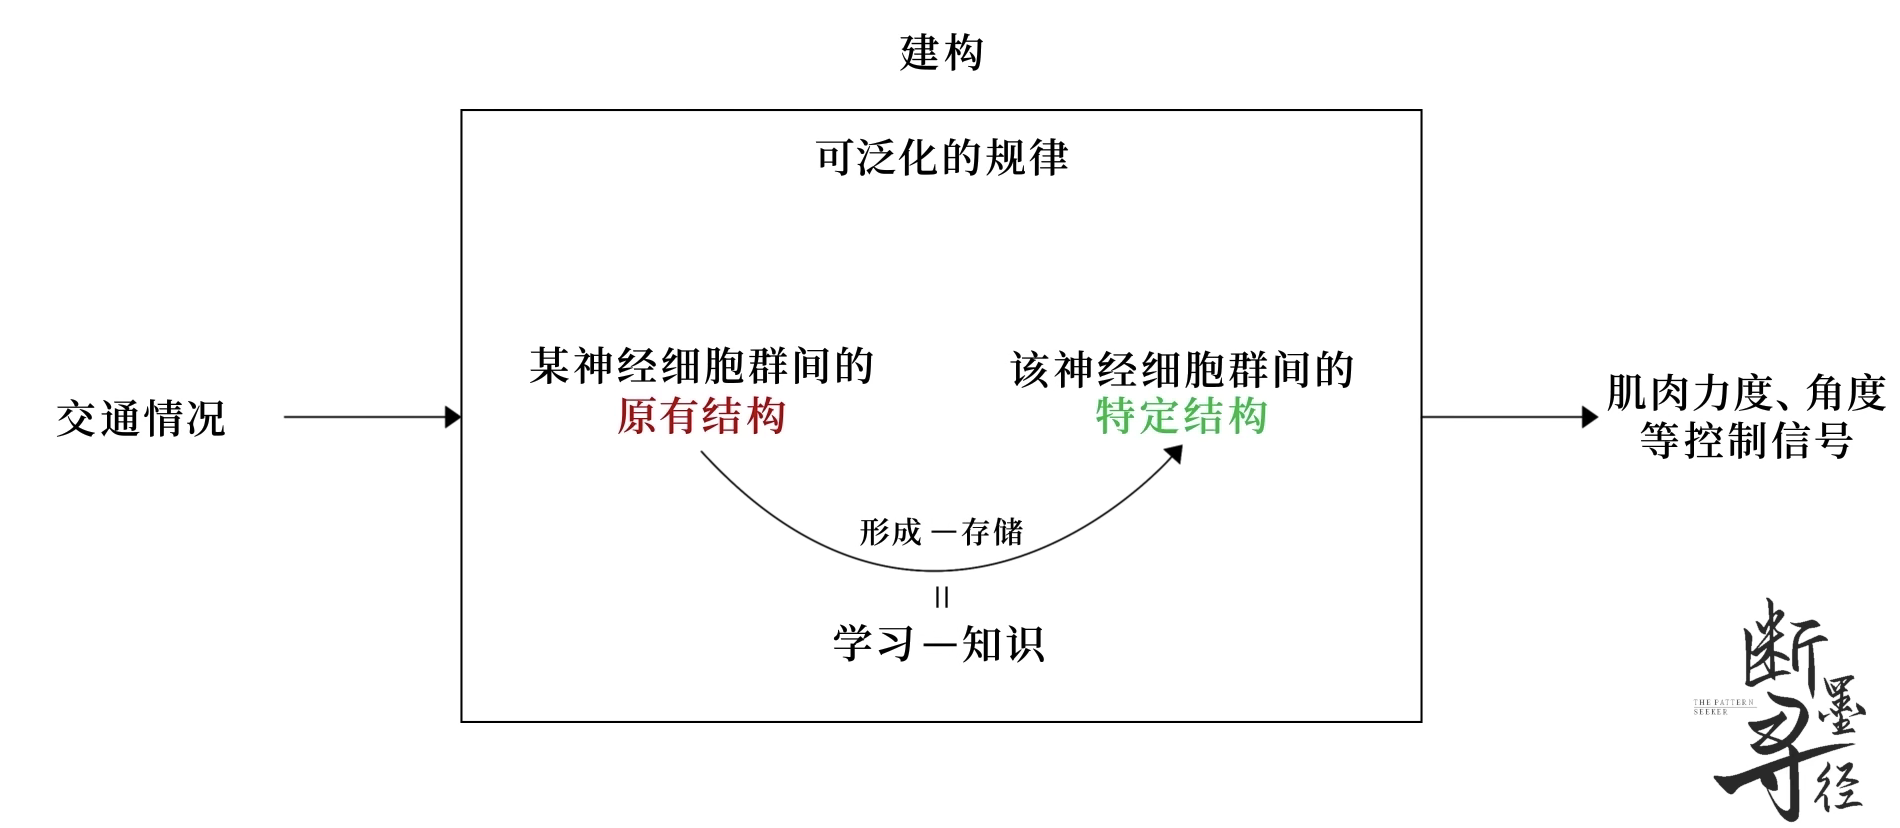 建构
可泛化的规律
某神经细胞群间的
原有结构
该神经细胞群间的
特定结构
交通情况
肌肉力度、角度
等控制信号
形成—存储
=
学习—知识
断墨寻径
THE PATTERN
SEEKER